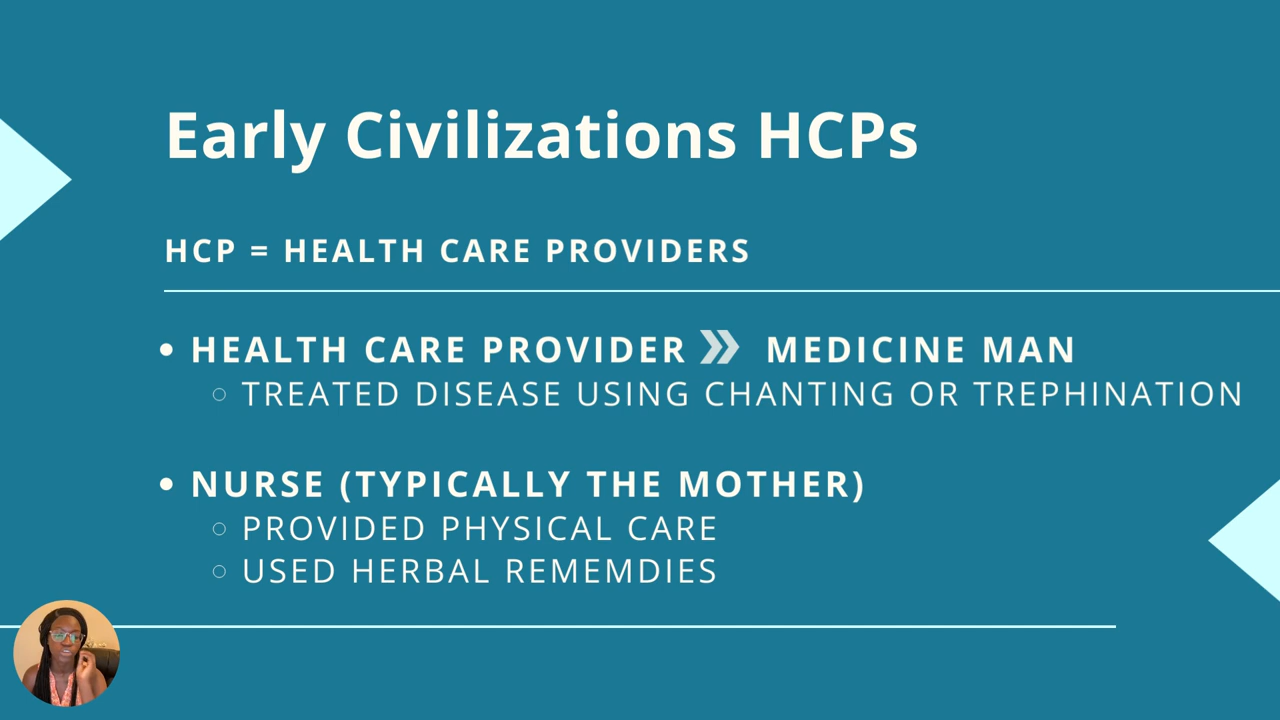 Early Civilizations HCPs
HCP = HEALTH CARE PROVIDERS
• HEALTH CARE PROVIDER » MEDICINE MAN
○ TREATED DISEASE USING CHANTING OR TREPHINATION
• NURSE (TYPICALLY THE MOTHER)
○ PROVIDED PHYSICAL CARE
○ USED HERBAL REMEMDIES